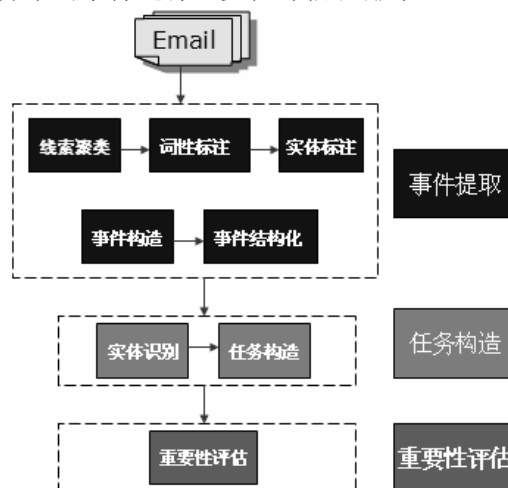 Email
线索聚类
词性标注
实体标注
事件提取
事件构造
事件结构化
实体识别
任务构造
任务构造
重要性评估
重要性评估